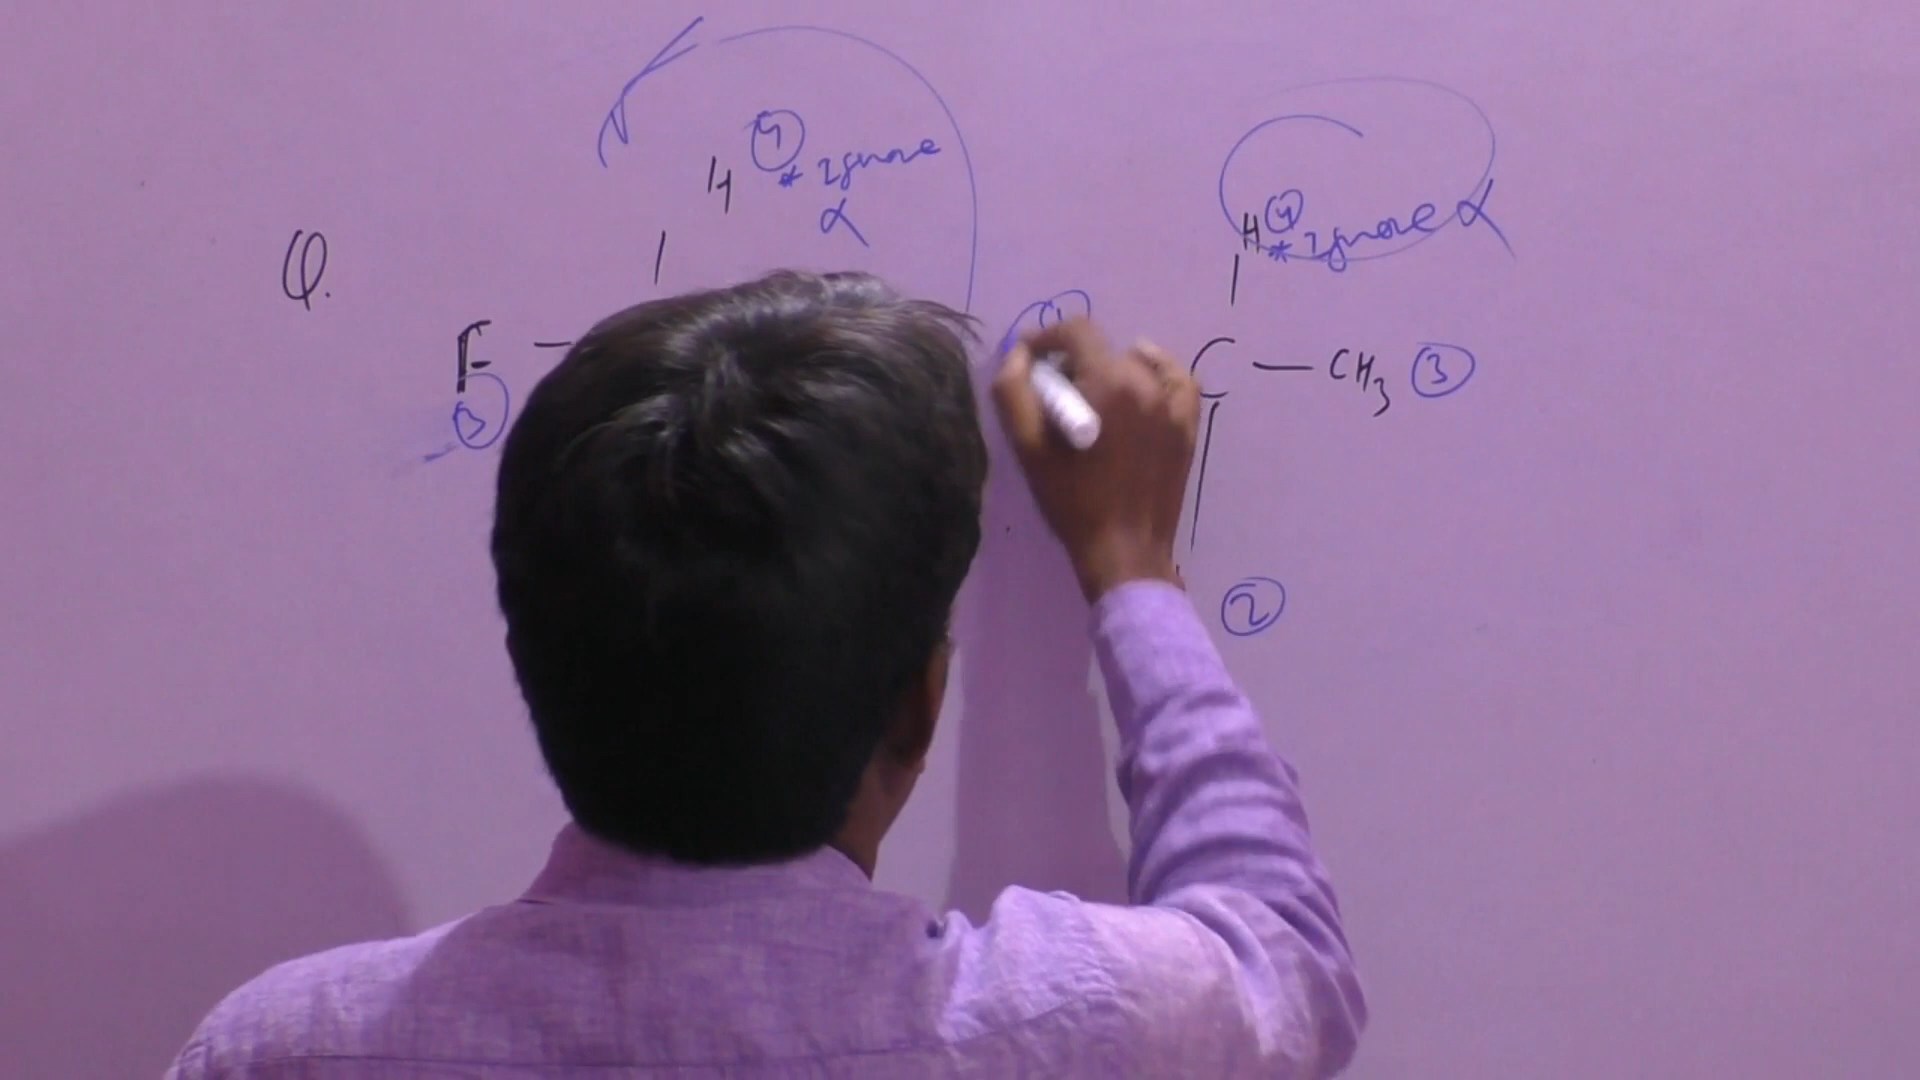 ④
H * ignore
α
Q.
H ④ * ignore α
F — C — CH3 ③
③
②